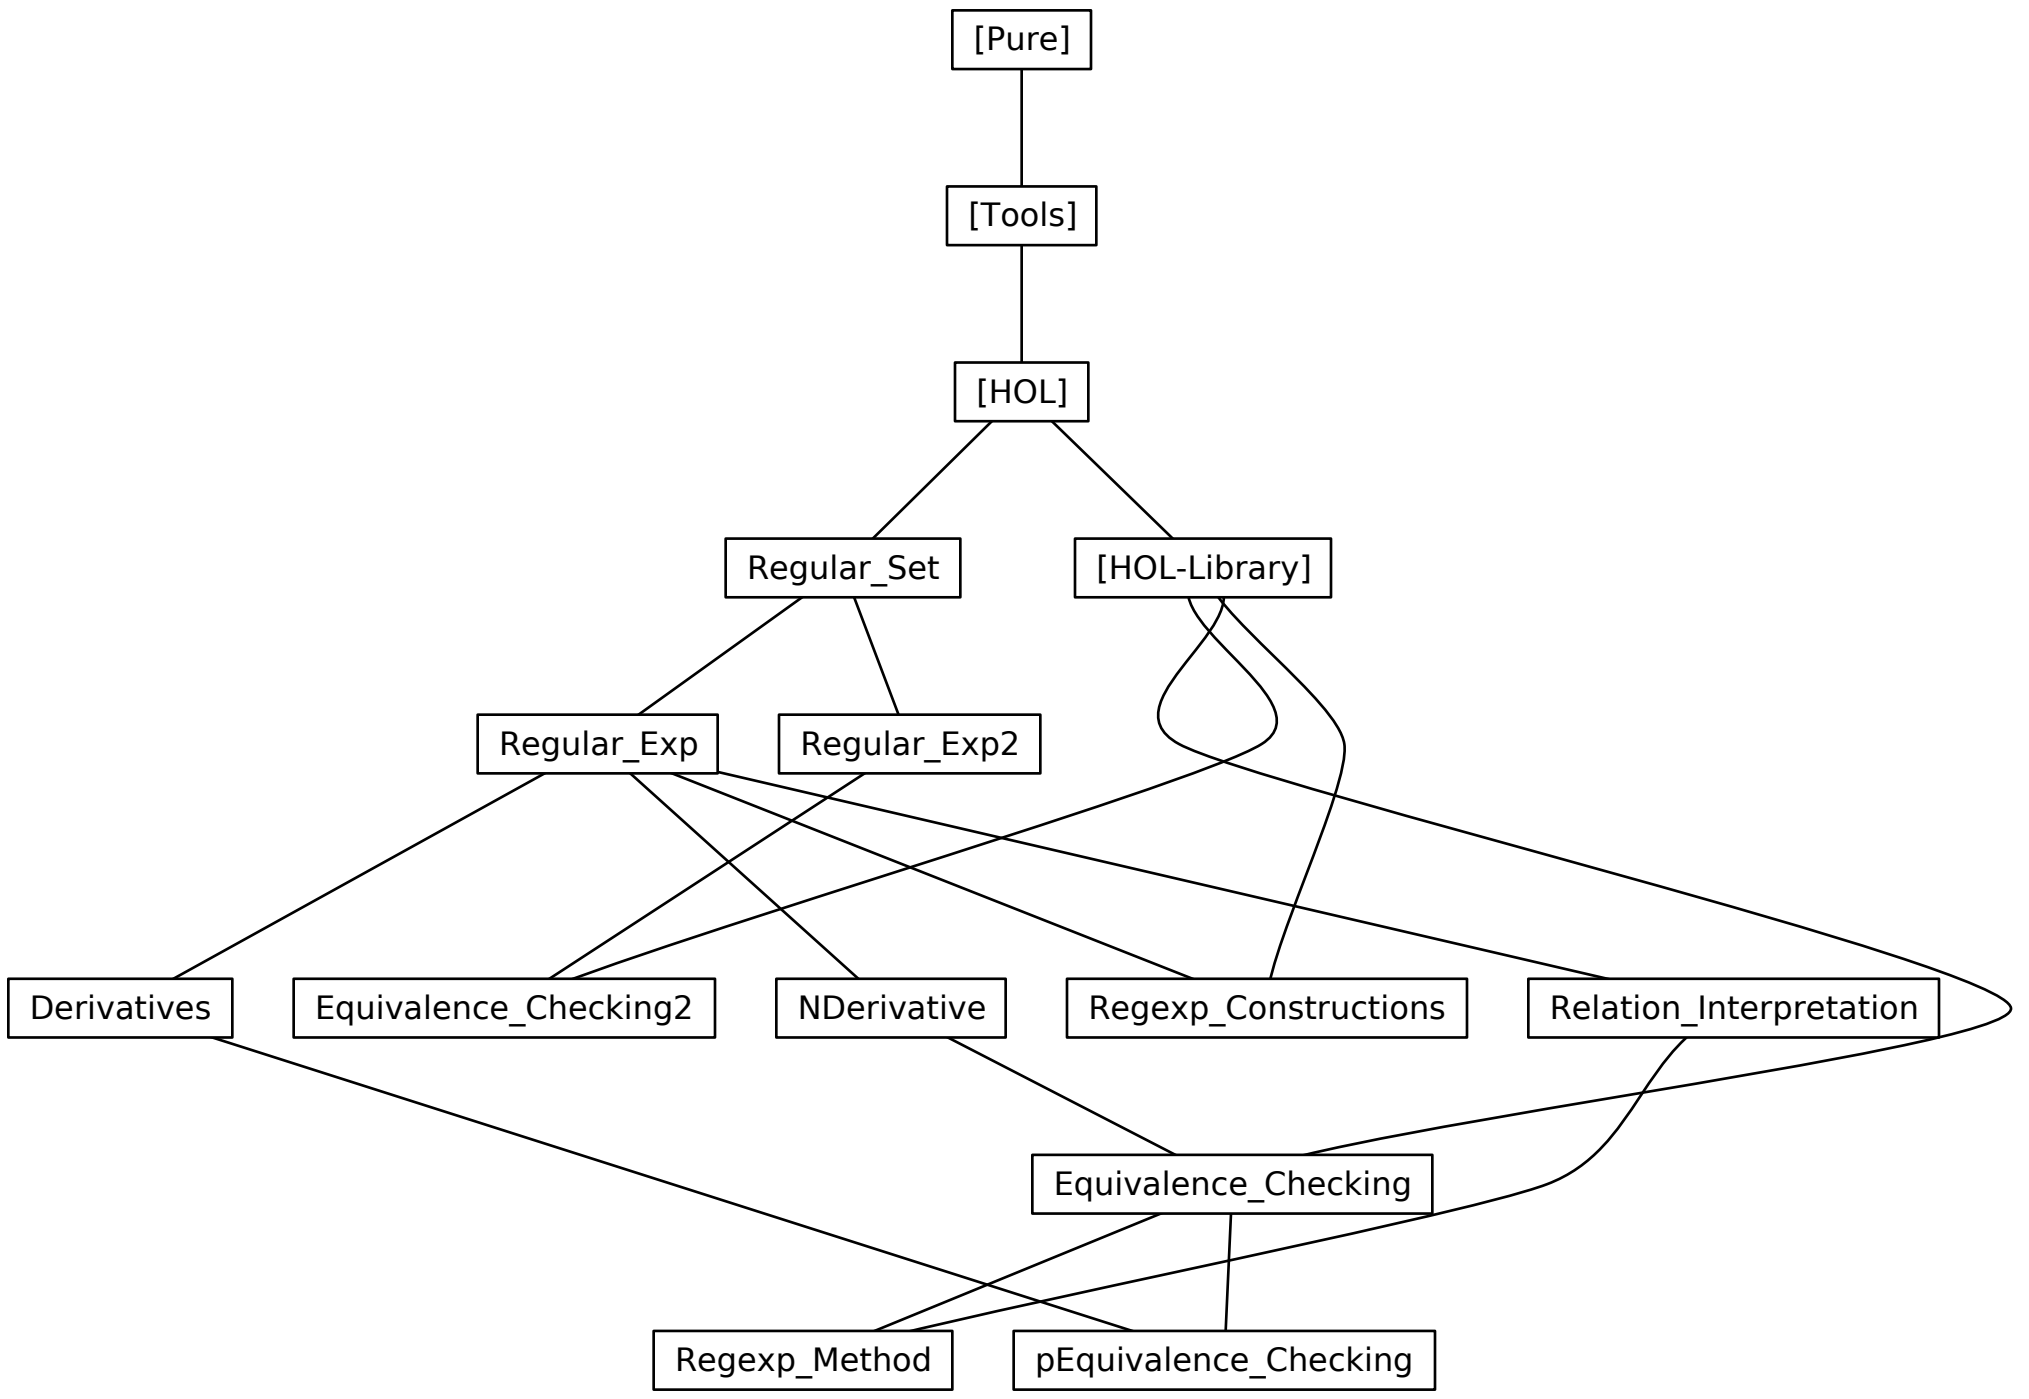 [Pure]
[Tools]
[HOL]
Regular_Set
[HOL-Library]
Regular_Exp
Regular_Exp2
Derivatives
Equivalence_Checking2
NDerivative
Regexp_Constructions
Relation_Interpretation
Equivalence_Checking
Regexp_Method
pEquivalence_Checking